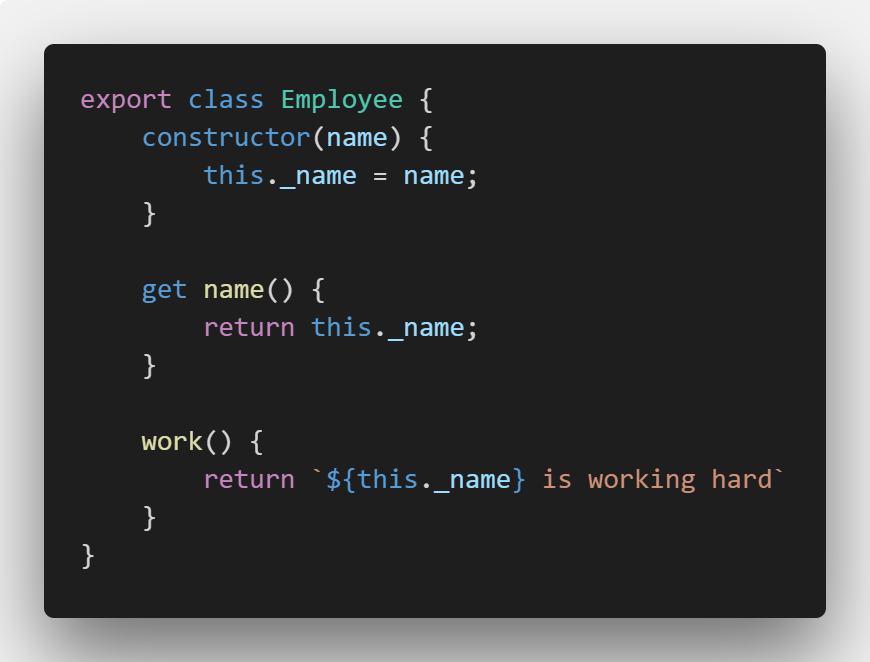 export class Employee {
    constructor(name) {
        this._name = name;
    }

    get name() {
        return this._name;
    }

    work() {
        return `${this._name} is working hard`
    }
}